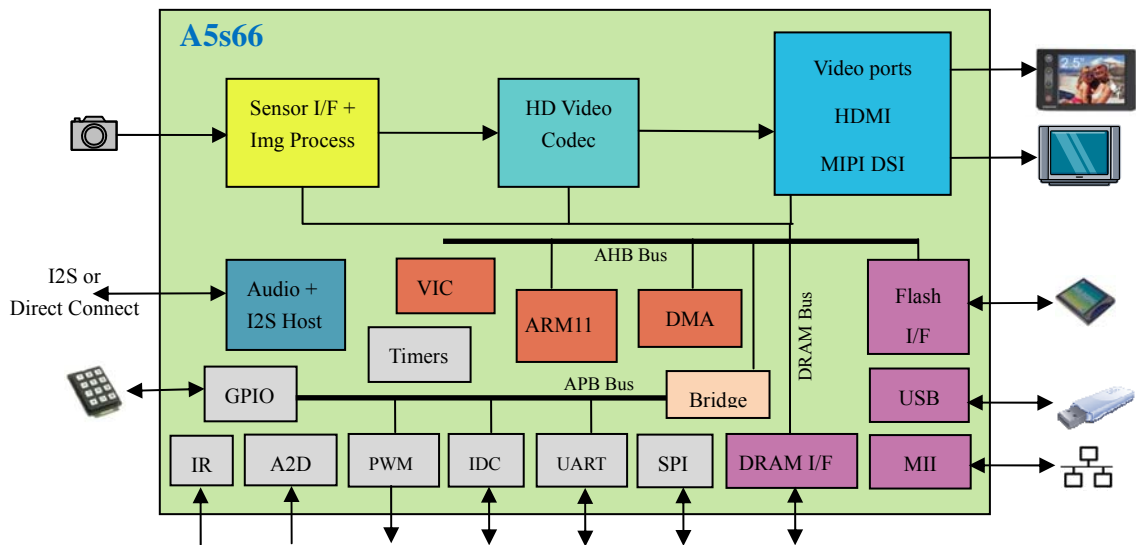 A5s66
Sensor I/F +
Img Process
HD Video
Codec
Video ports
HDMI
MIPI DSI
2.5"
AHB Bus
I2S or
Direct Connect
Audio +
I2S Host
VIC
ARM11
DMA
DRAM Bus
Flash
I/F
Timers
APB Bus
GPIO
Bridge
USB
IR
A2D
PWM
IDC
UART
SPI
DRAM I/F
MII